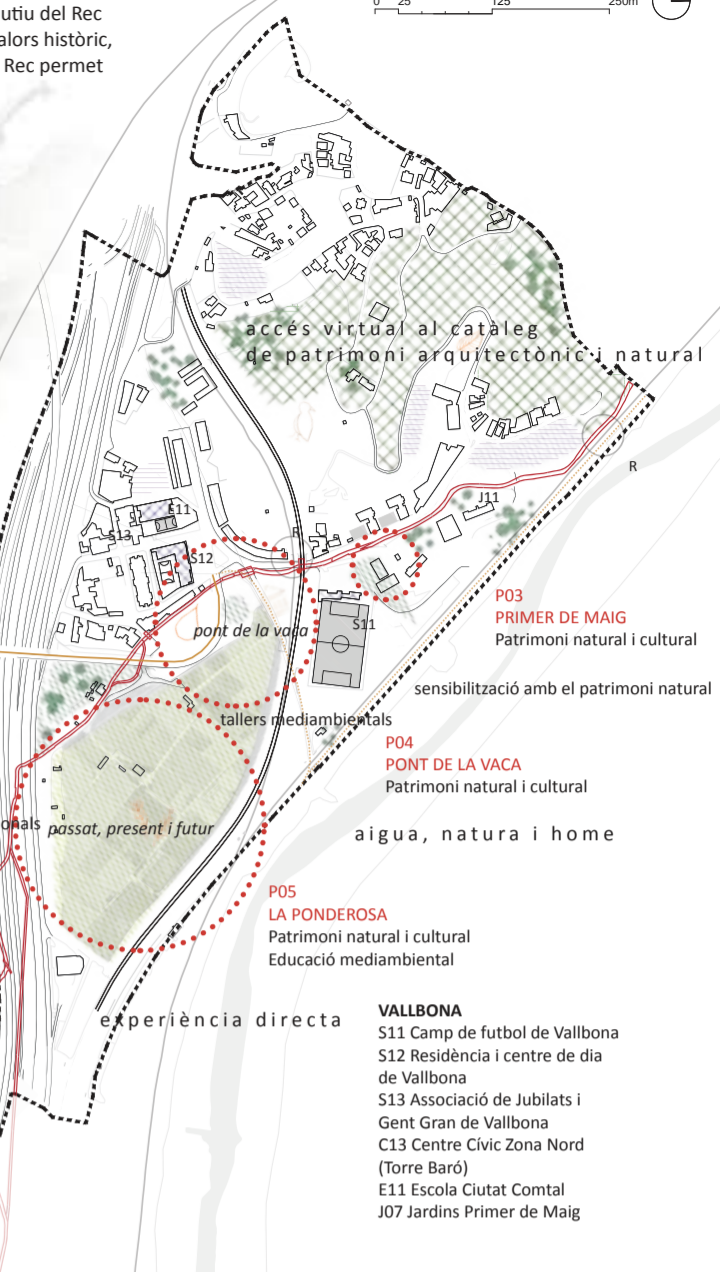 utiu del Rec
alors històric,
Rec permet
0 25 125 250m
accés virtual al catàleg
de patrimoni arquitectònic i natural
R
J11
E11
S13
S12
R
pont de la vaca
S11
P03
PRIMER DE MAIG
Patrimoni natural i cultural
sensibilització amb el patrimoni natural
tallers mediambientals
P04
PONT DE LA VACA
Patrimoni natural i cultural
onals
passat, present i futur
aigua, natura i home
P05
LA PONDEROSA
Patrimoni natural i cultural
Educació mediambiental
experiència directa
VALLBONA
S11 Camp de futbol de Vallbona
S12 Residència i centre de dia
de Vallbona
S13 Associació de Jubilats i
Gent Gran de Vallbona
C13 Centre Cívic Zona Nord
(Torre Baró)
E11 Escola Ciutat Comtal
J07 Jardins Primer de Maig